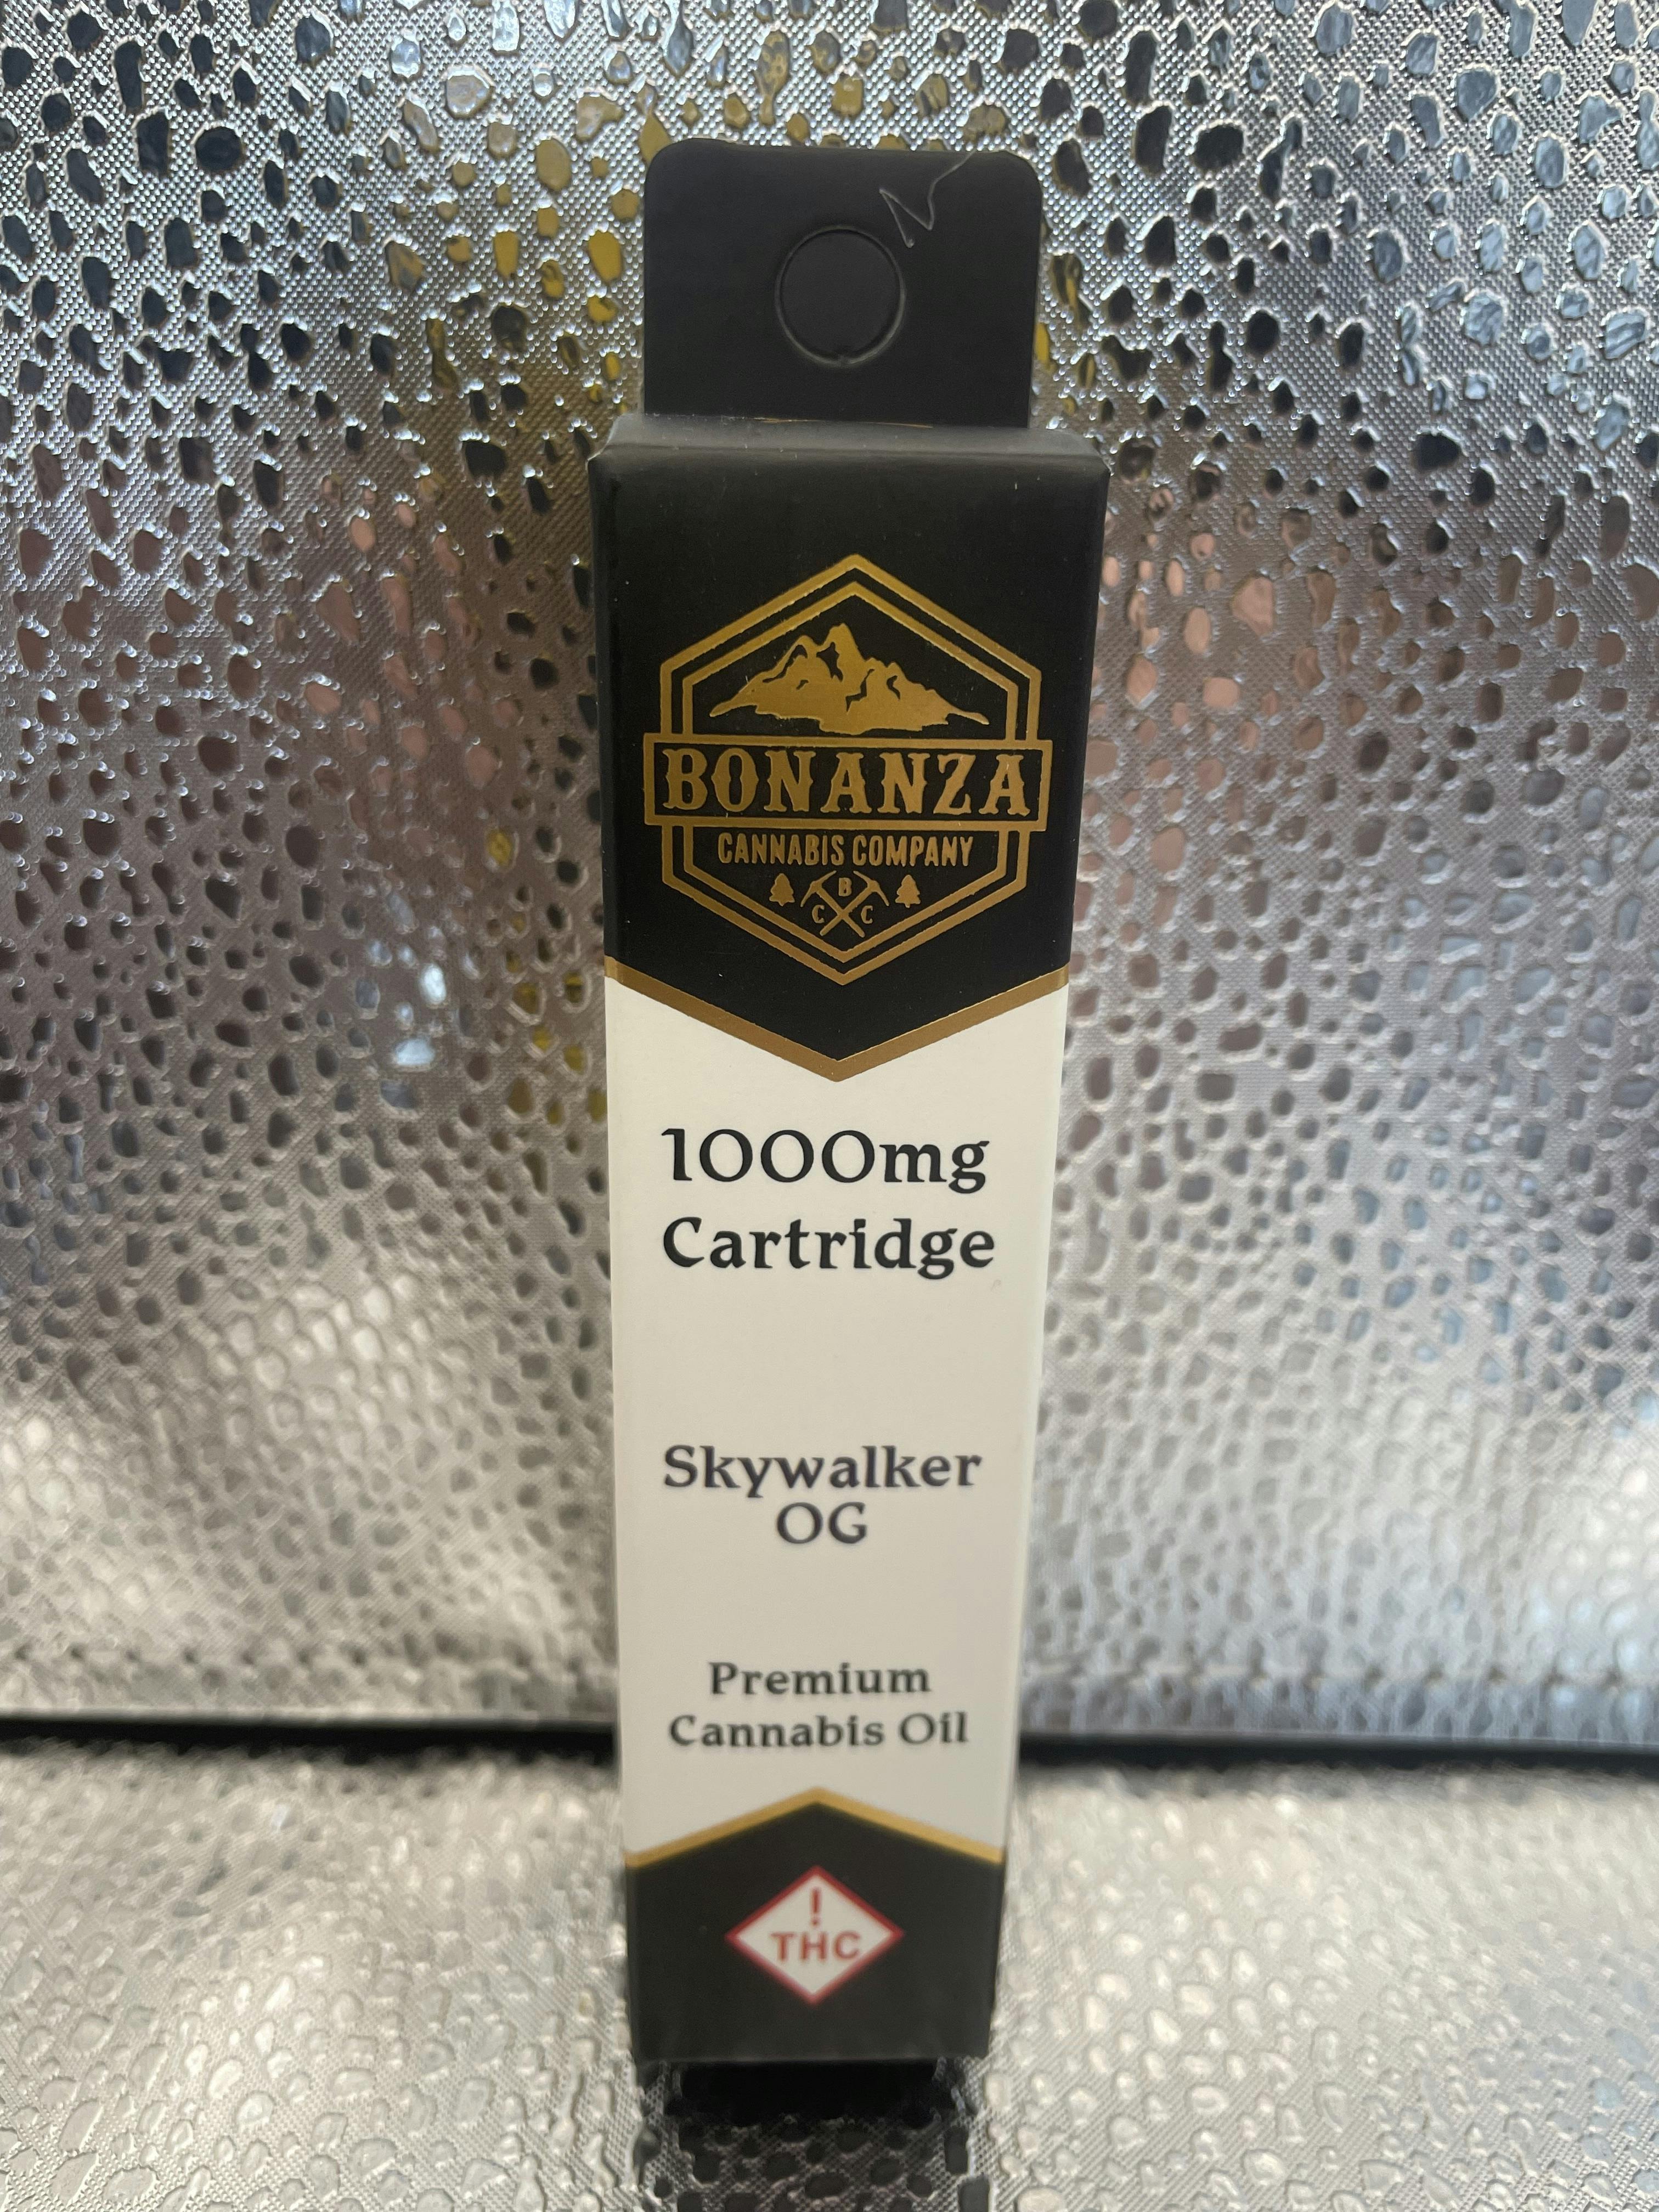 BONANZA
CANNABIS COMPANY
B
C C
1000mg
Cartridge
Skywalker
OG
Premium
Cannabis Oil
!
THC